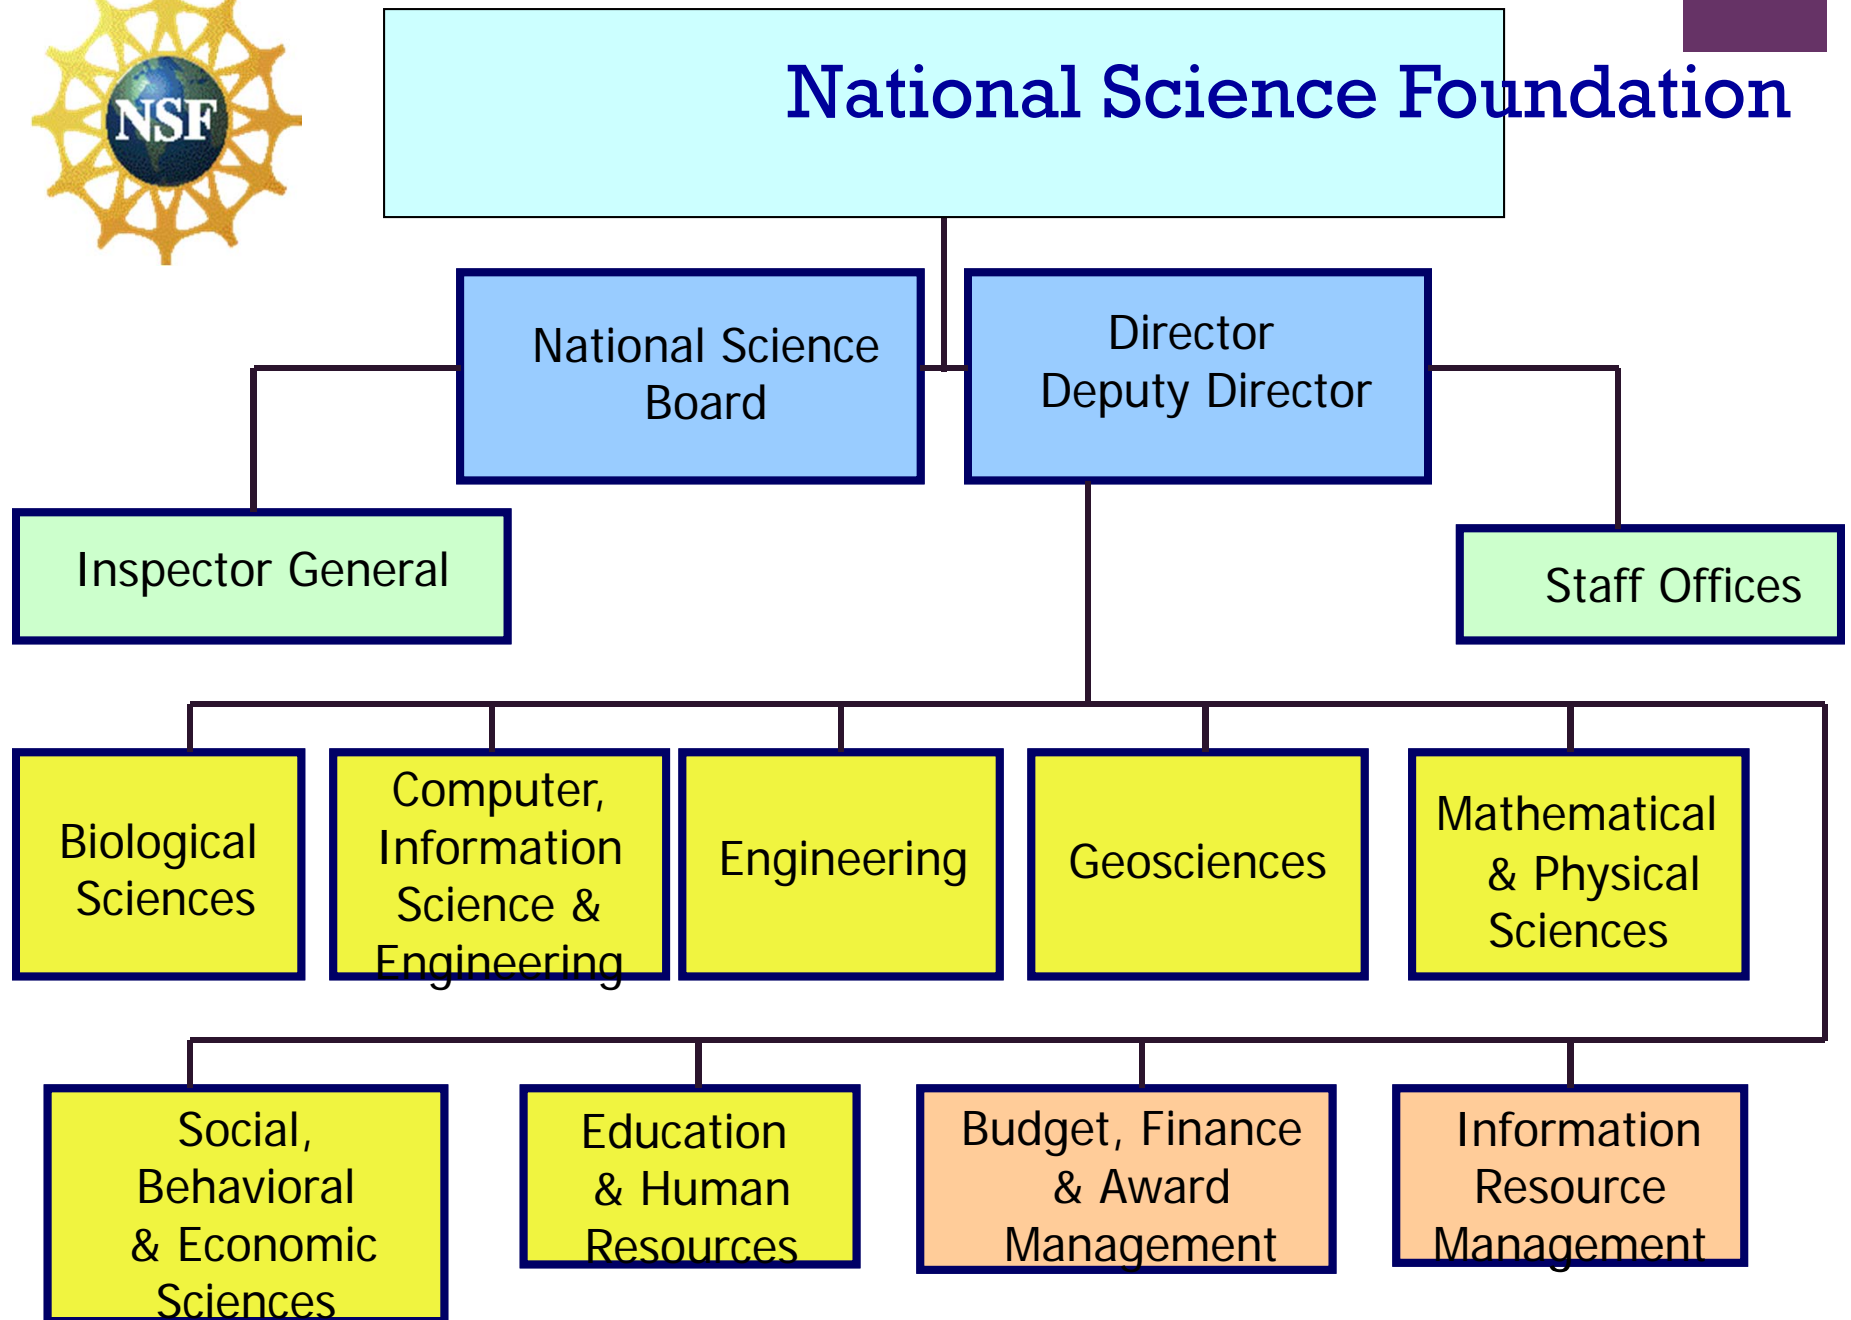 NSF
National Science Foundation
National Science
Board
Director
Deputy Director
Inspector General
Staff Offices
Biological
Sciences
Computer,
Information
Science &
Engineering
Engineering
Geosciences
Mathematical
& Physical
Sciences
Social,
Behavioral
& Economic
Sciences
Education
& Human
Resources
Budget, Finance
& Award
Management
Information
Resource
Management